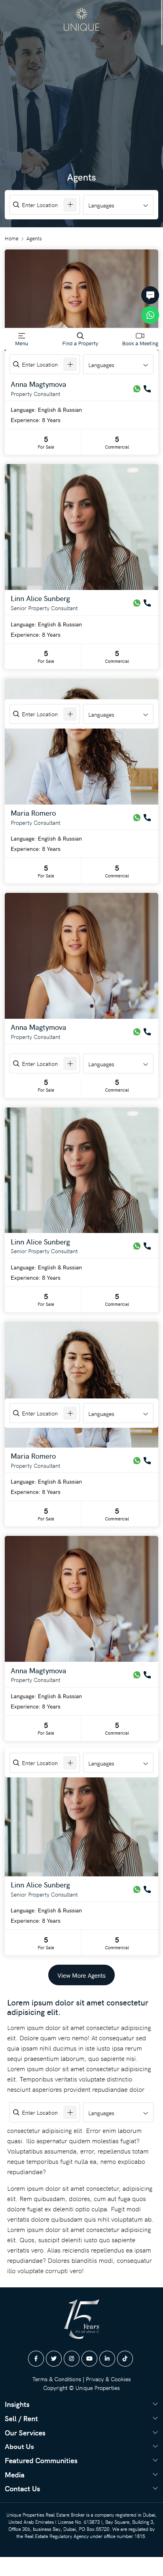 UNIQUE
Agents
Enter Location
Languages
Home > Agents
Menu
Find a Property
Book a Meeting
Enter Location
Languages
Anna Magtymova
Property Consultant
Language: English & Russian
Experience: 8 Years
5 5
For Sale Commercial
Linn Alice Sunberg
Senior Property Consultant
Language: English & Russian
Experience: 8 Years
5 5
For Sale Commercial
Enter Location
Languages
Maria Romero
Property Consultant
Language: English & Russian
Experience: 8 Years
5 5
For Sale Commercial
Anna Magtymova
Property Consultant
Enter Location
Languages
5 5
For Sale Commercial
Linn Alice Sunberg
Senior Property Consultant
Language: English & Russian
Experience: 8 Years
5 5
For Sale Commercial
Enter Location
Languages
Maria Romero
Property Consultant
Language: English & Russian
Experience: 8 Years
5 5
For Sale Commercial
Anna Magtymova
Property Consultant
Language: English & Russian
Experience: 8 Years
5 5
For Sale Commercial
Enter Location
Languages
Linn Alice Sunberg
Senior Property Consultant
Language: English & Russian
Experience: 8 Years
5 5
For Sale Commercial
View More Agents
Lorem ipsum dolor sit amet consectetur
adipisicing elit.
Lorem ipsum dolor sit amet consectetur adipisicing
elit. Dolore quam vero nemo! At consequatur sed
quia ipsam nihil ducimus in iste iusto ipsa rerum
sequi praesentium laborum, quo sapiente nisi.
Lorem ipsum dolor sit amet consectetur adipisicing
elit. Temporibus veritatis voluptate distinctio
nesciunt asperiores provident repudiandae dolor
Enter Location
Languages
consectetur adipisicing elit. Error enim laborum
quasi. Illo aspernatur quidem molestias fugiat?
Voluptatibus assumenda, error, repellendus totam
neque temporibus fugit nulla ea, nemo explicabo
repudiandae?
Lorem ipsum dolor sit amet consectetur, adipisicing
elit. Rem quibusdam, dolores, cum aut fuga quos
dolore fugiat ex deleniti optio culpa. Fugit modi
veritatis dolore quibusdam quis nihil voluptatum ab.
Lorem ipsum dolor sit amet consectetur adipisicing
elit. Quos, suscipit deleniti iusto quo sapiente
veritatis vero. Alias reiciendis repellendus ea ipsam
repudiandae? Dolores blanditiis modi, consequatur
illo voluptate corrupti vero!
15
Years
Terms & Conditions | Privacy & Cookies
Copyright © Unique Properties
Insights
Sell / Rent
Our Services
About Us
Featured Communities
Media
Contact Us
Unique Properties Real Estate Broker is a company registered in Dubai,
United Arab Emirates ( License No. 613873 ), Bay Square, Building 3,
Office 306, business Bay, Dubai, PO Box 55720. We are regulated by
the Real Estate Regulatory Agency under office number 1815.